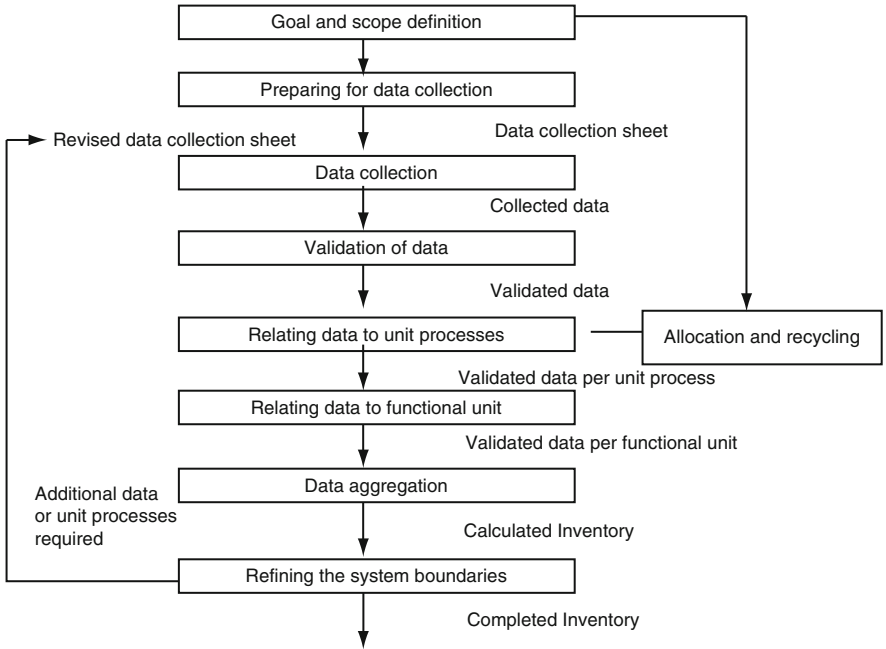 Goal and scope definition
Preparing for data collection
Data collection sheet
Revised data collection sheet
Data collection
Collected data
Validation of data
Validated data
Relating data to unit processes
Allocation and recycling
Validated data per unit process
Relating data to functional unit
Validated data per functional unit
Data aggregation
Additional data
or unit processes
required
Calculated Inventory
Refining the system boundaries
Completed Inventory